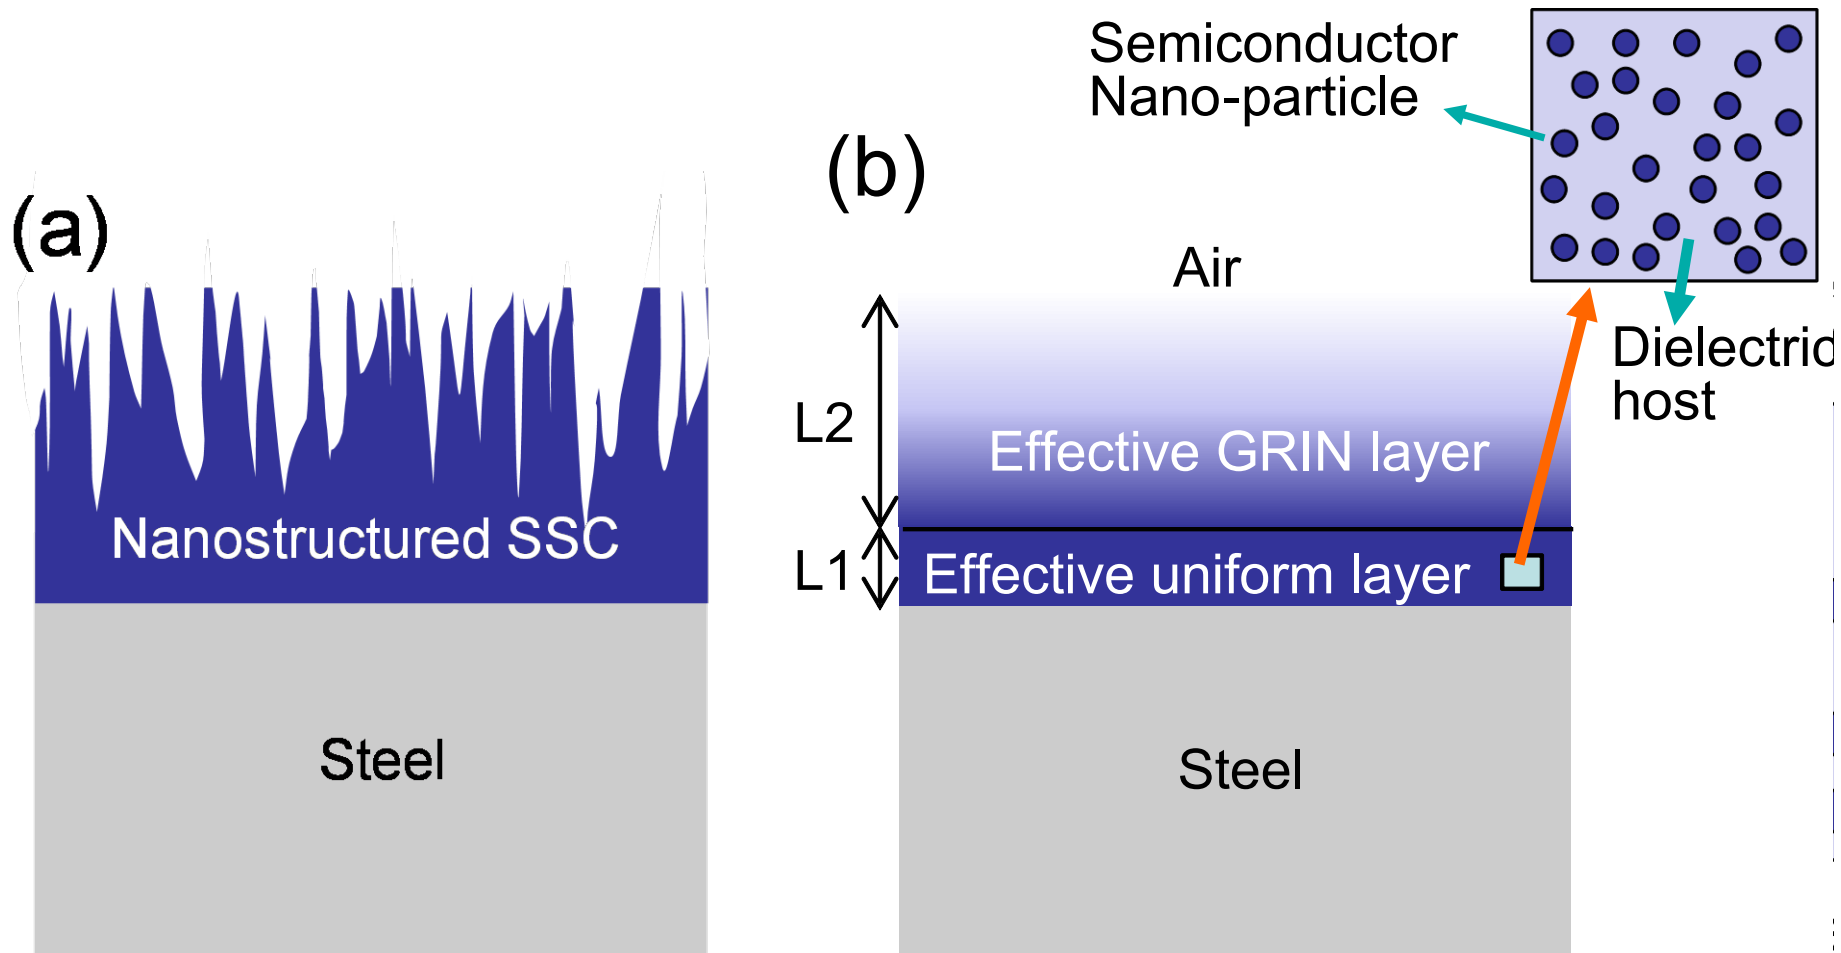 (a)
Nanostructured SSC
Steel
(b)
Semiconductor
Nano-particle
Air
Dielectric
host
L2
Effective GRIN layer
L1
Effective uniform layer
Steel